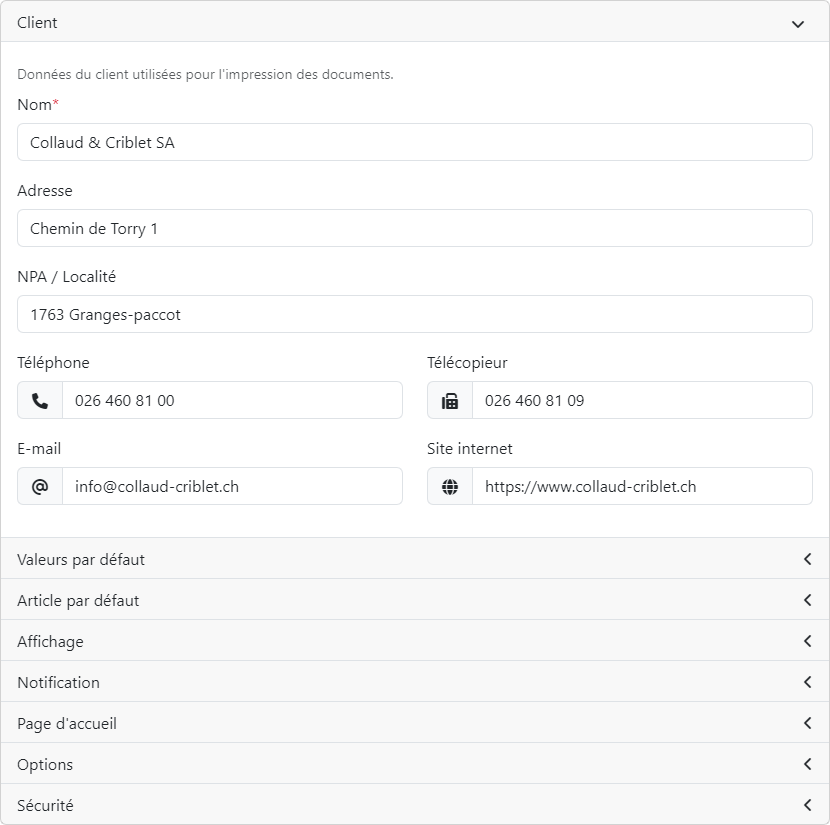 Client
Données du client utilisées pour l'impression des documents.
Nom*
Collaud & Criblet SA
Adresse
Chemin de Torry 1
NPA / Localité
1763 Granges-paccot
Téléphone
026 460 81 00
Télécopieur
026 460 81 09
E-mail
info@collaud-criblet.ch
Site internet
https://www.collaud-criblet.ch
Valeurs par défaut
Article par défaut
Affichage
Notification
Page d'accueil
Options
Sécurité